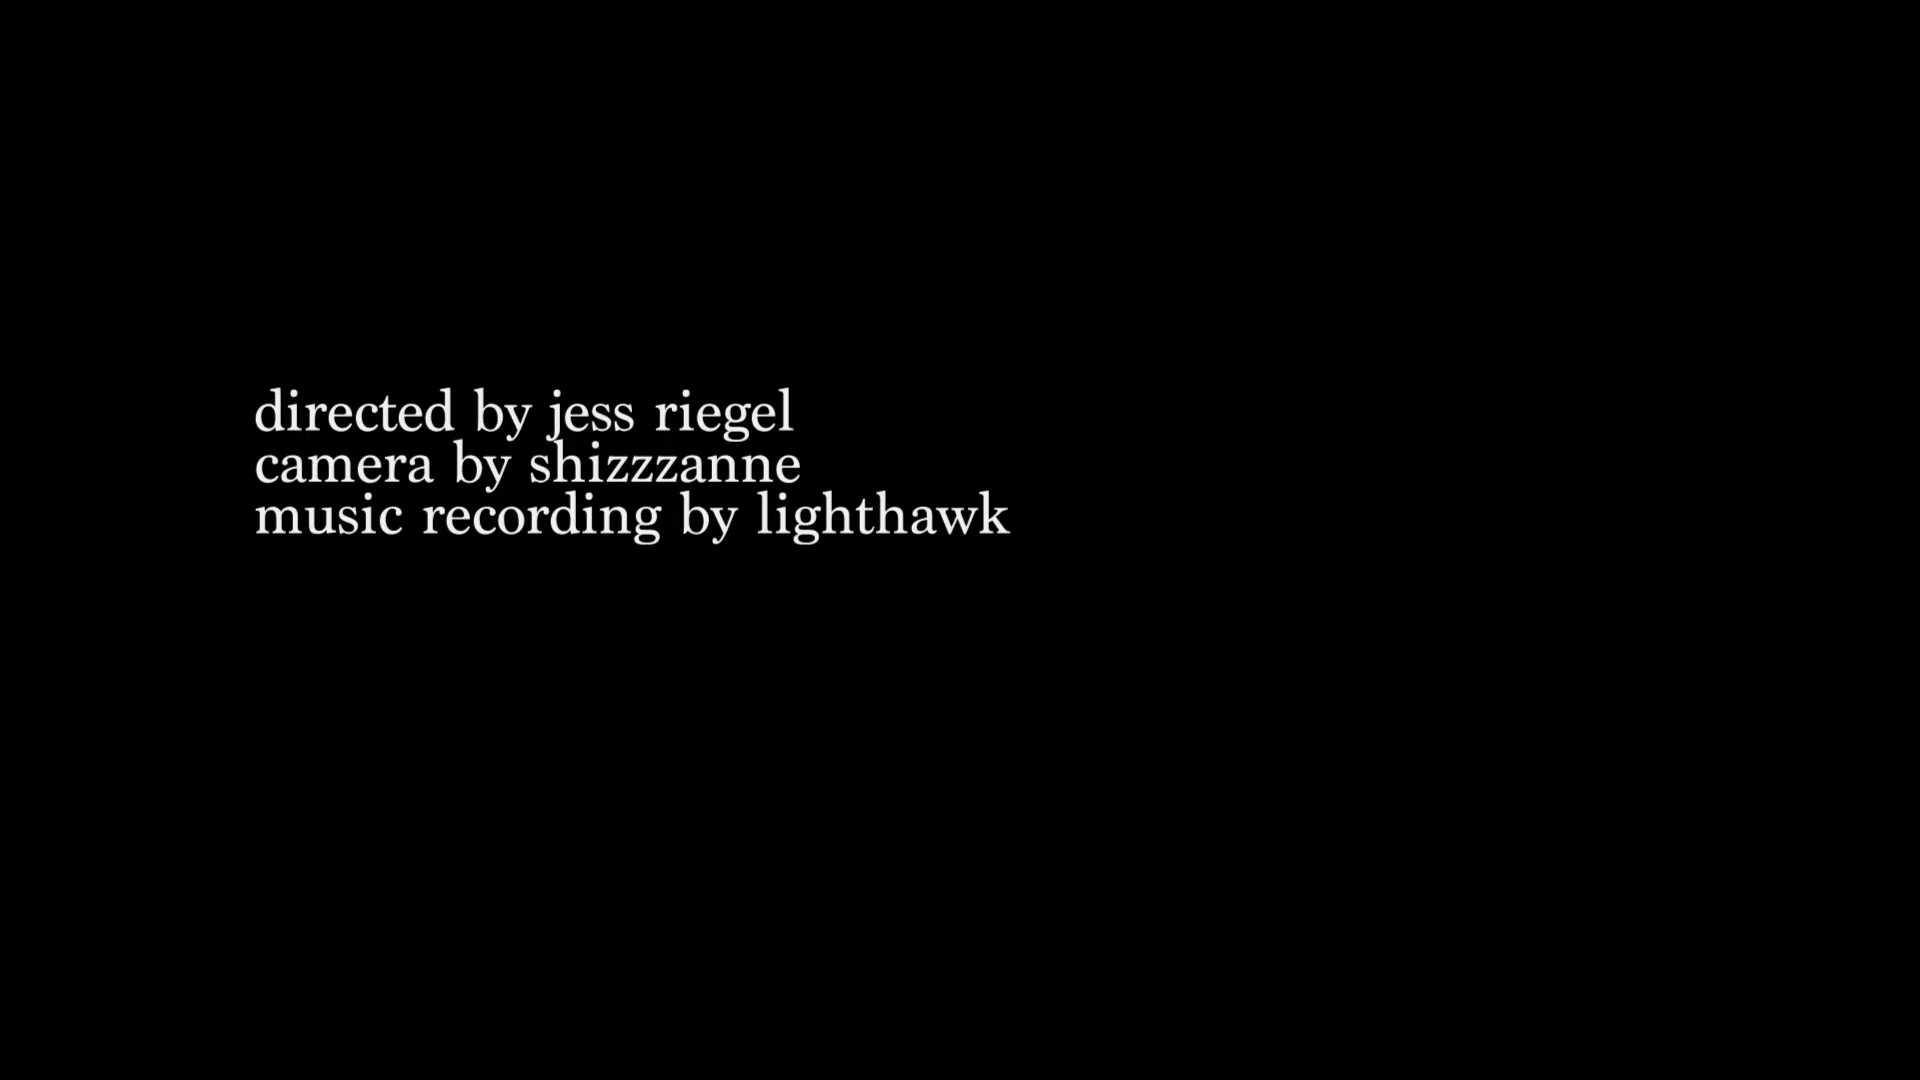 directed by jess riegel
camera by shizzzanne
music recording by lighthawk